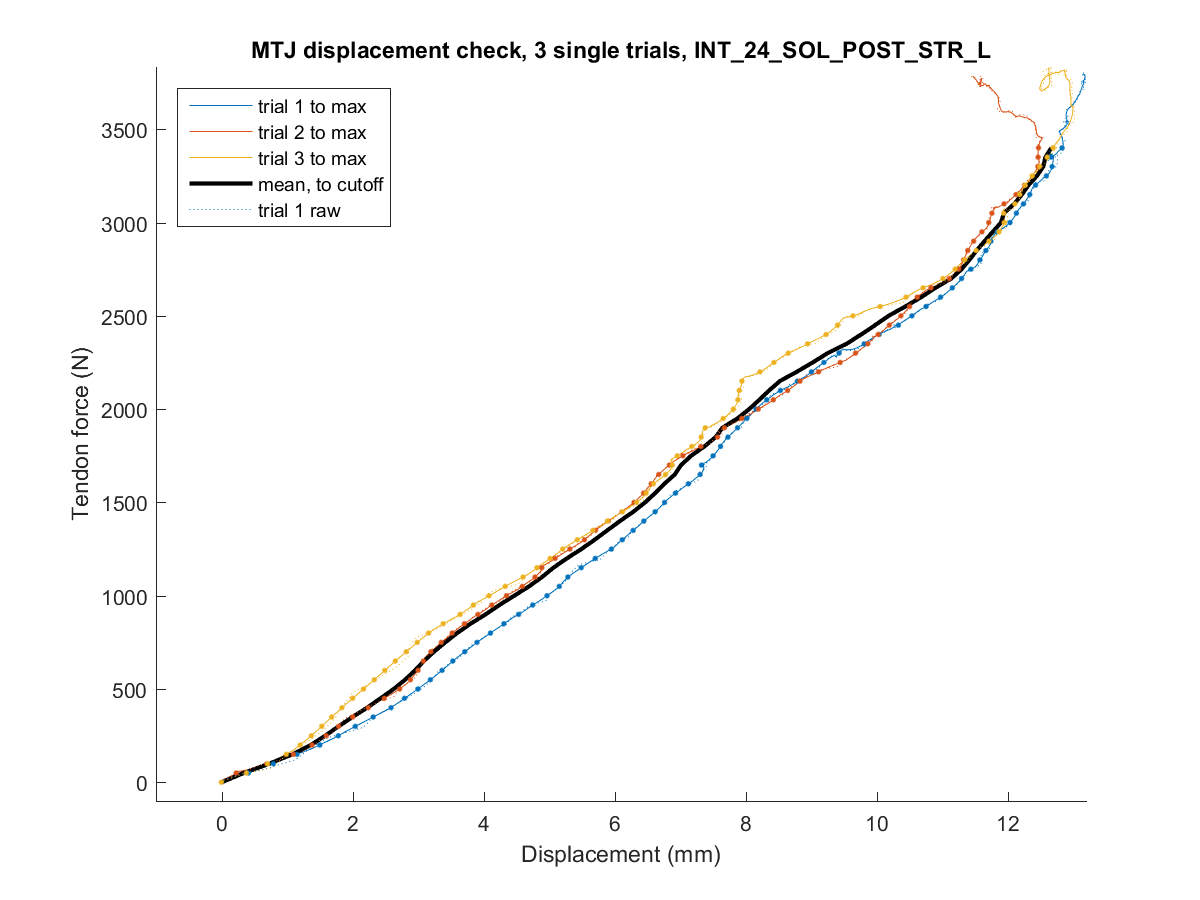 MTJ displacement check, 3 single trials, INT_24_SOL_POST_STR_L
trial 1 to max
trial 2 to max
trial 3 to max
mean, to cutoff
trial 1 raw
3500
3000
2500
2000
1500
1000
500
0
Tendon force (N)
0 2 4 6 8 10 12
Displacement (mm)